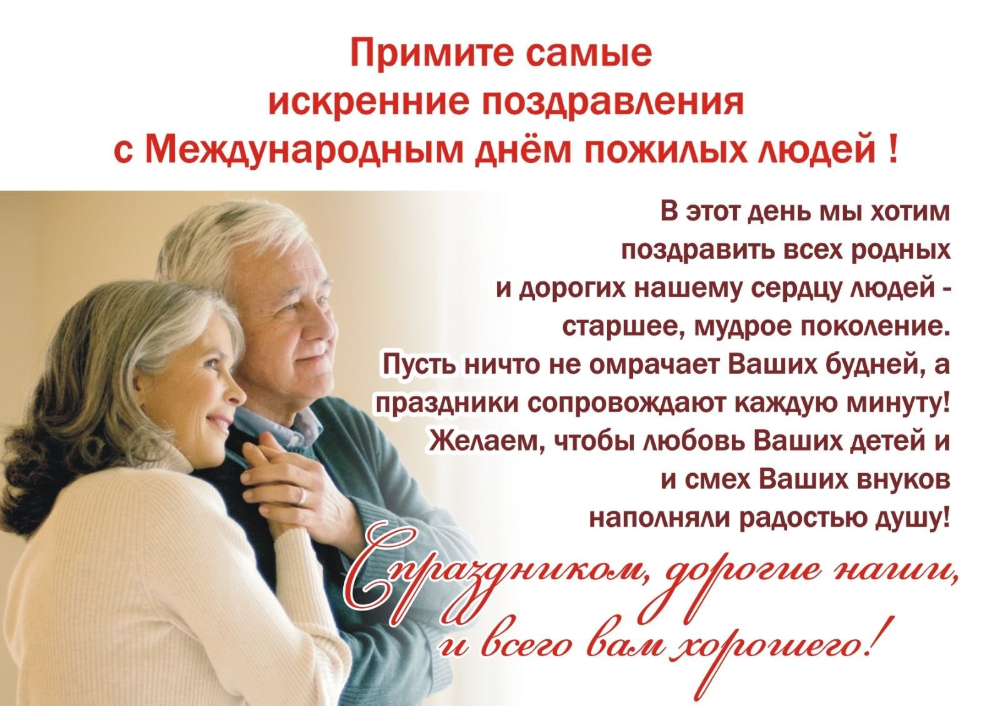 Примите самые
искренние поздравления
с Международным днём пожилых людей !
В этот день мы хотим
поздравить всех родных
и дорогих нашему сердцу людей -
старшее, мудрое поколение.
Пусть ничто не омрачает Ваших будней, а
праздники сопровождают каждую минуту!
Желаем, чтобы любовь Ваших детей и
и смех Ваших внуков
наполняли радостью душу!
С праздником, дорогие наши,
и всего вам хорошего!